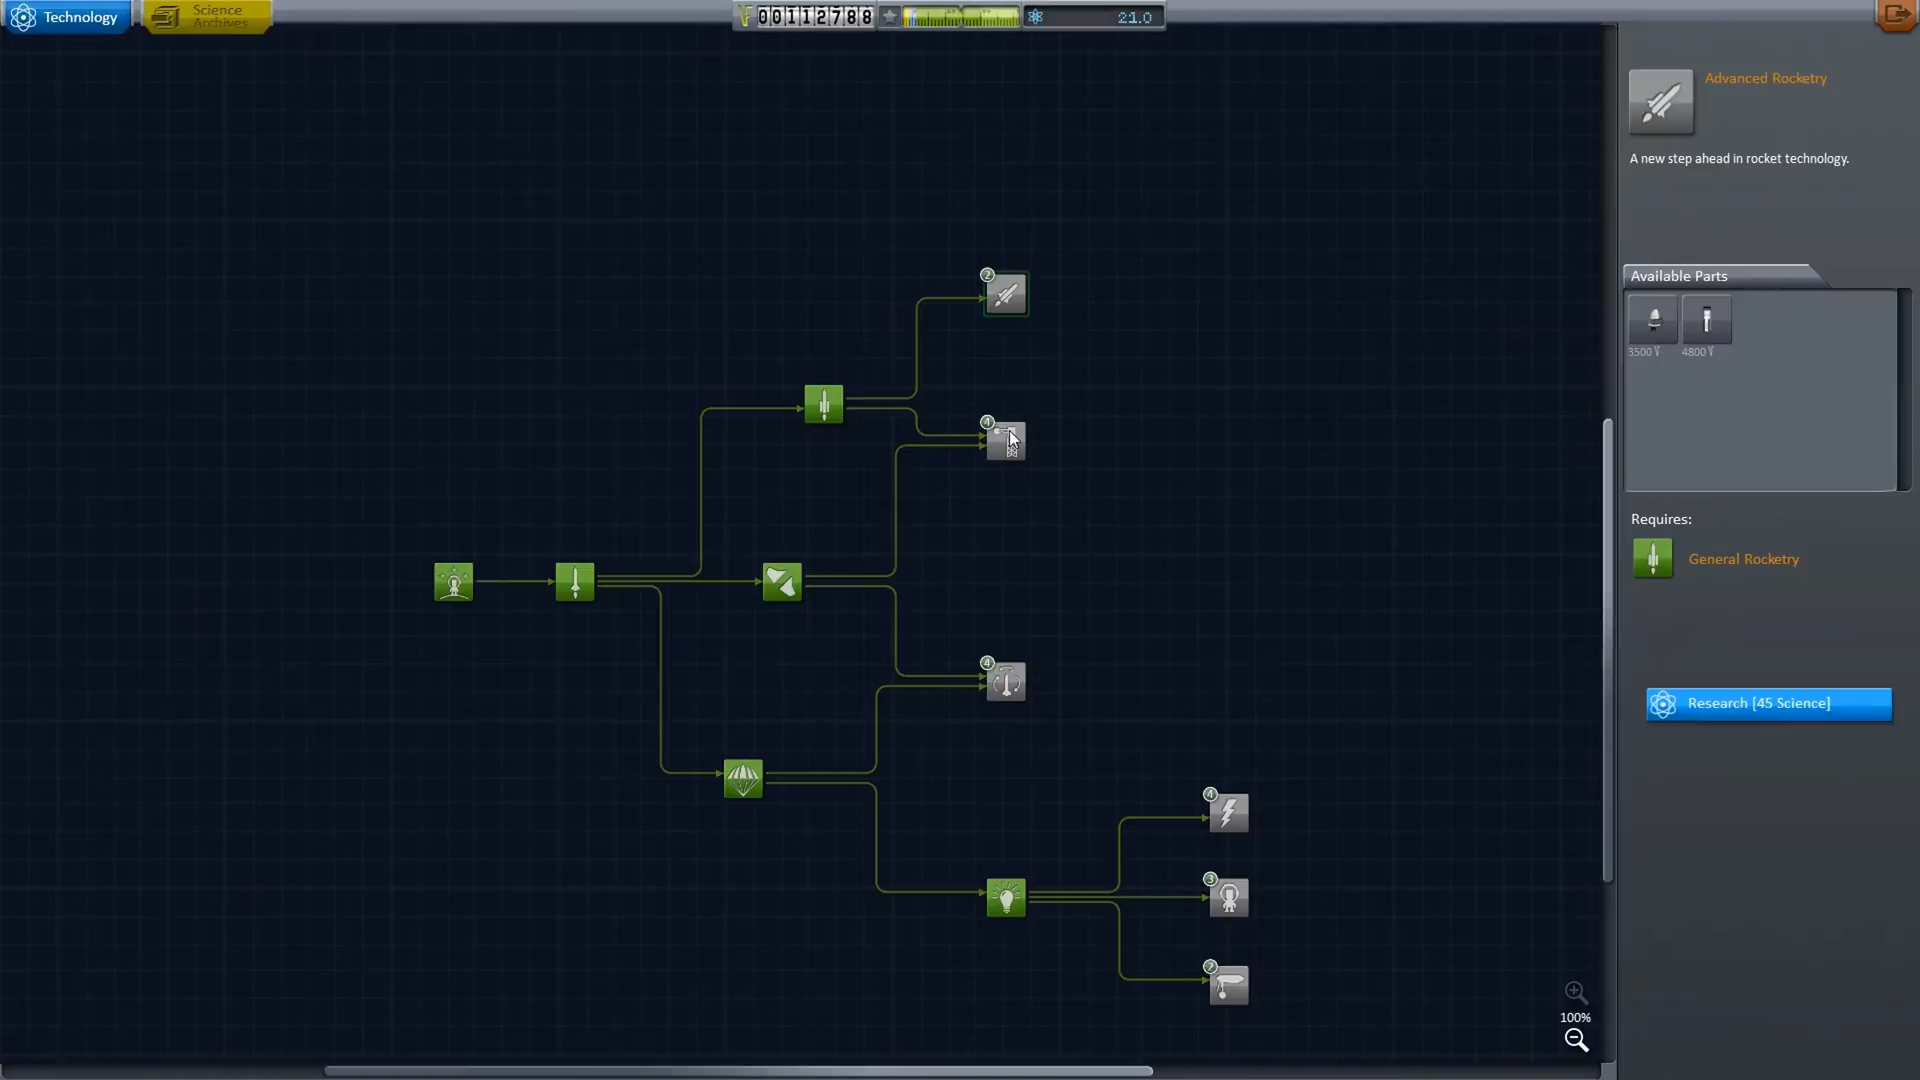 Technology
Science
Archives
00112788
21.0
Advanced Rocketry
A new step ahead in rocket technology.
Available Parts
3500
4800
2
4
4
4
3
2
Requires:
General Rocketry
Research [45 Science]
100%